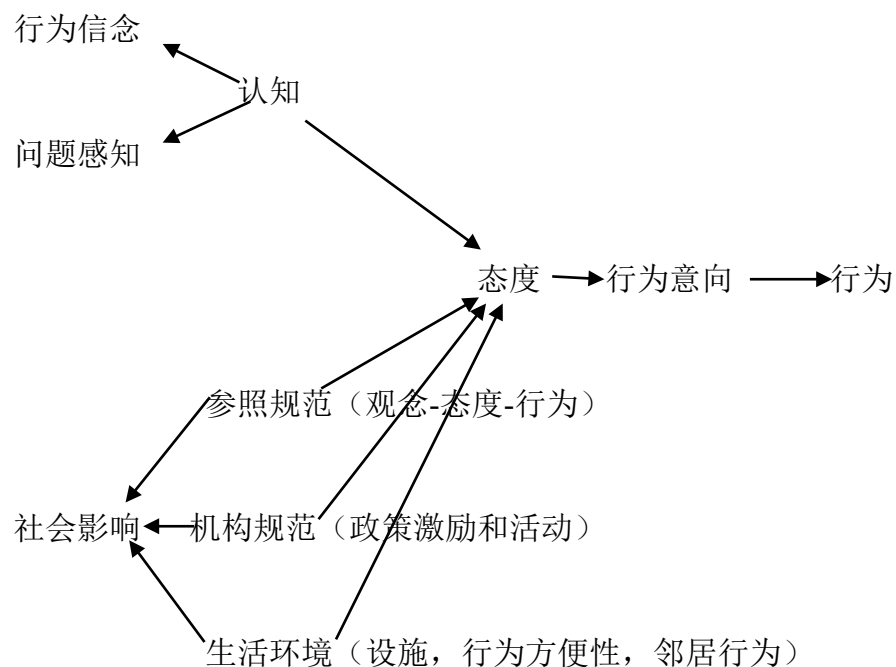 行为信念
认知
问题感知
态度
行为意向
行为
参照规范（观念-态度-行为）
社会影响
机构规范（政策激励和活动）
生活环境（设施，行为方便性，邻居行为）